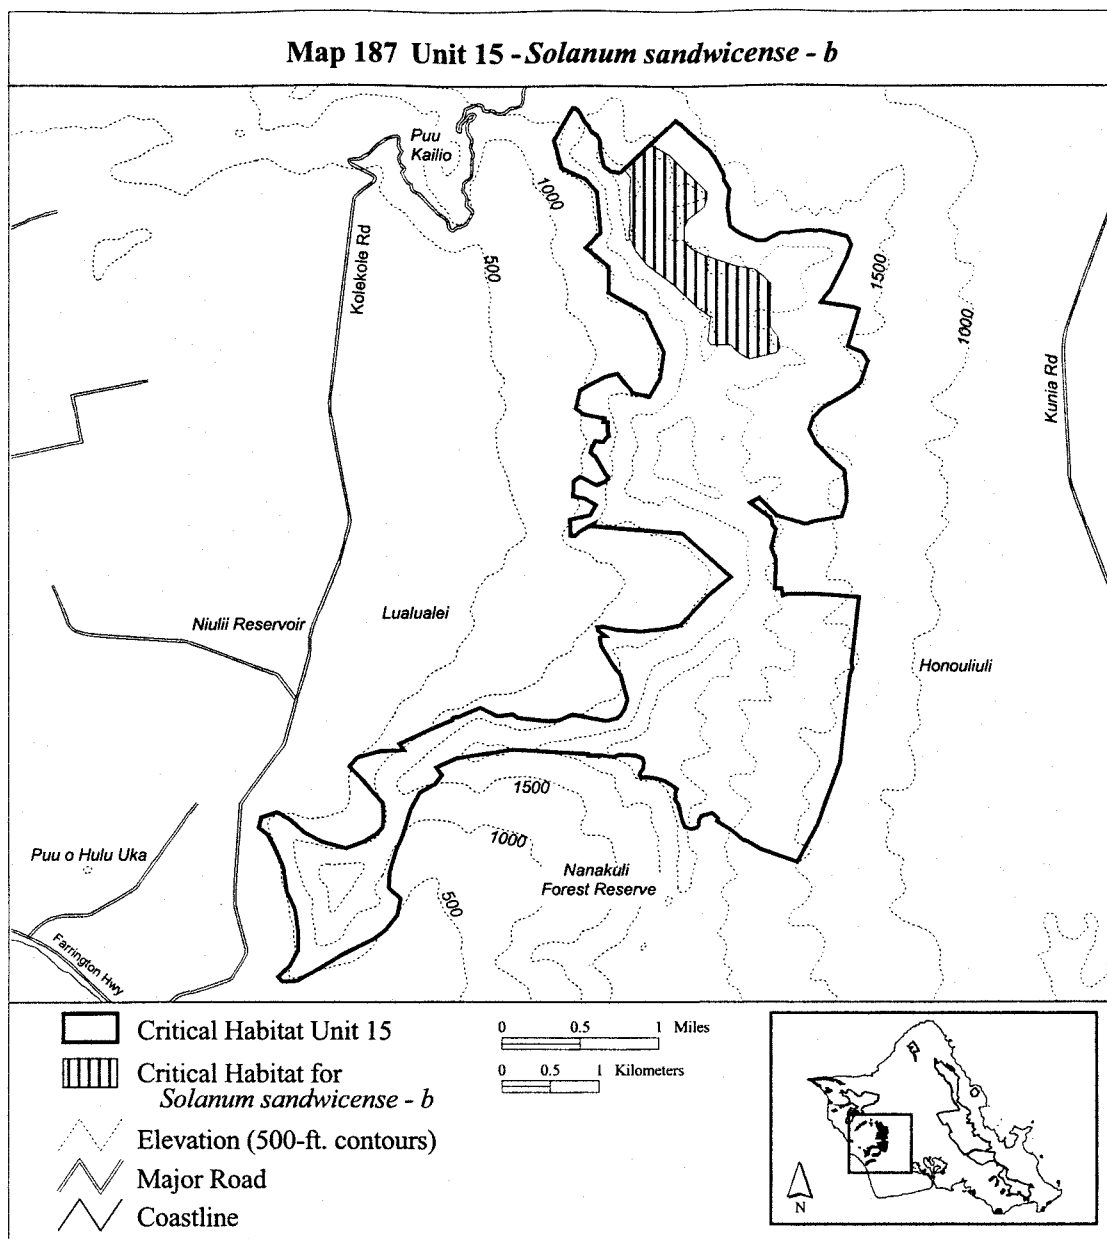 Map 187 Unit 15 - Solanum sandwicense - b
Puu
Kailio
1000
Kolekole Rd
500
1500
1000
Kunia Rd
Niulii Reservoir
Lualualei
Honouliuli
1500
1000
Puu o Hulu Uka
Nanakuli
Forest Reserve
500
Farrington Hwy
Critical Habitat Unit 15
Critical Habitat for
Solanum sandwicense - b
Elevation (500-ft. contours)
Major Road
Coastline
0 0.5 1 Miles
0 0.5 1 Kilometers
N